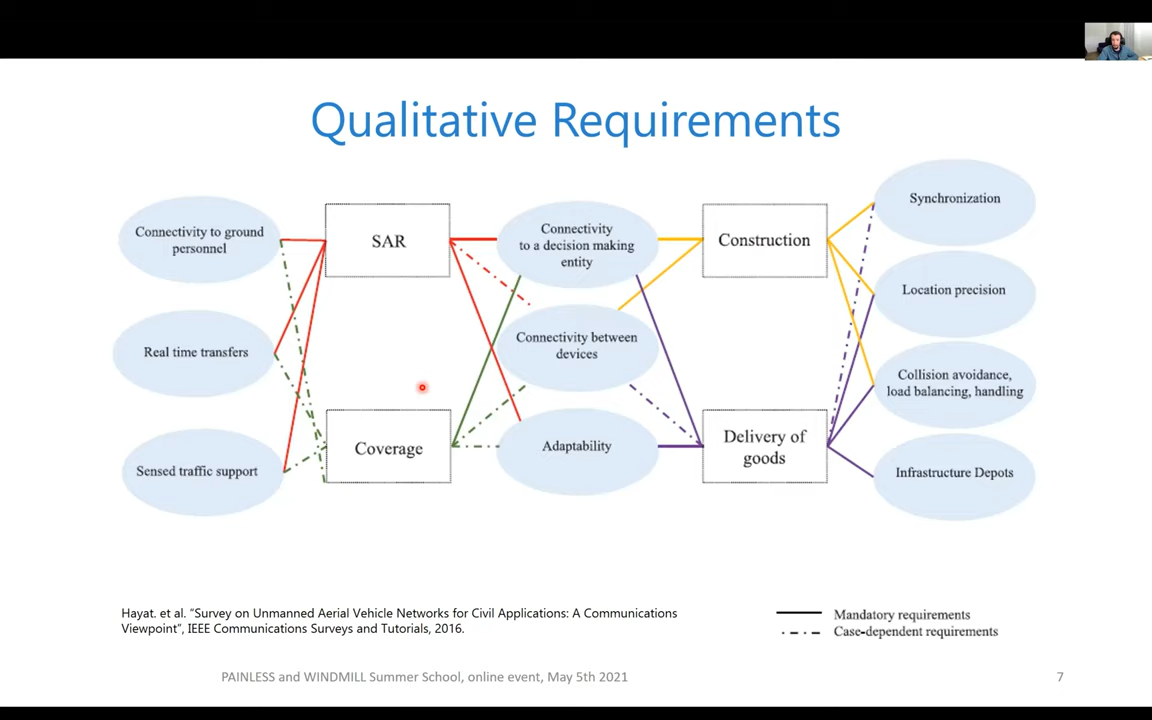 Qualitative Requirements
Connectivity to ground
personnel
Real time transfers
Sensed traffic support
SAR
Coverage
Connectivity
to a decision making
entity
Connectivity between
devices
Adaptability
Construction
Delivery of
goods
Synchronization
Location precision
Collision avoidance,
load balancing, handling
Infrastructure Depots
Hayat. et al. “Survey on Unmanned Aerial Vehicle Networks for Civil Applications: A Communications
Viewpoint”, IEEE Communications Surveys and Tutorials, 2016.
Mandatory requirements
Case-dependent requirements
PAINLESS and WINDMILL Summer School, online event, May 5th 2021
7